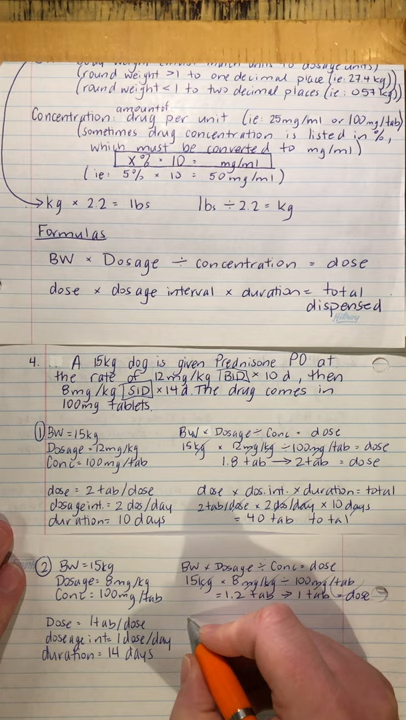 (round weight >1 to one decimal place (ie: 27.4 kg))
(round weight <1 to two decimal places (ie: 0.57 kg))
Concentration: amount of drug per unit (ie: 25mg/ml or 100mg/tab)
(sometimes drug concentration is listed in %,
which must be converted to mg/ml)
x% × 10 = mg/ml
(ie: 5% × 10 = 50mg/ml)
kg × 2.2 = lbs lbs ÷ 2.2 = kg
Formulas
BW × Dosage ÷ concentration = dose
dose × dosage interval × duration = total
dispensed
4. A 15kg dog is given Prednisone PO at
the rate of 12mg/kg BID × 10 d, then
8mg/kg SID × 14 d. The drug comes in
100mg tablets.
① BW = 15kg BW × Dosage ÷ Conc = dose
Dosage = 12mg/kg 15kg × 12mg/kg ÷ 100mg/tab = dose
Conc = 100mg/tab 1.8 tab → 2 tab = dose
dose = 2 tab/dose dose × dos. int. × duration = total
dosage int = 2 dos/day 2tab/dose × 2 dos/day × 10 days
duration = 10 days = 40 tab total
② BW = 15kg BW × Dosage ÷ Conc = dose
Dosage = 8mg/kg 15kg × 8mg/kg ÷ 100mg/tab
Conc = 100mg/tab = 1.2 tab → 1 tab = dose
Dose = 1 tab/dose
dosage int = 1 dose/day
duration = 14 days